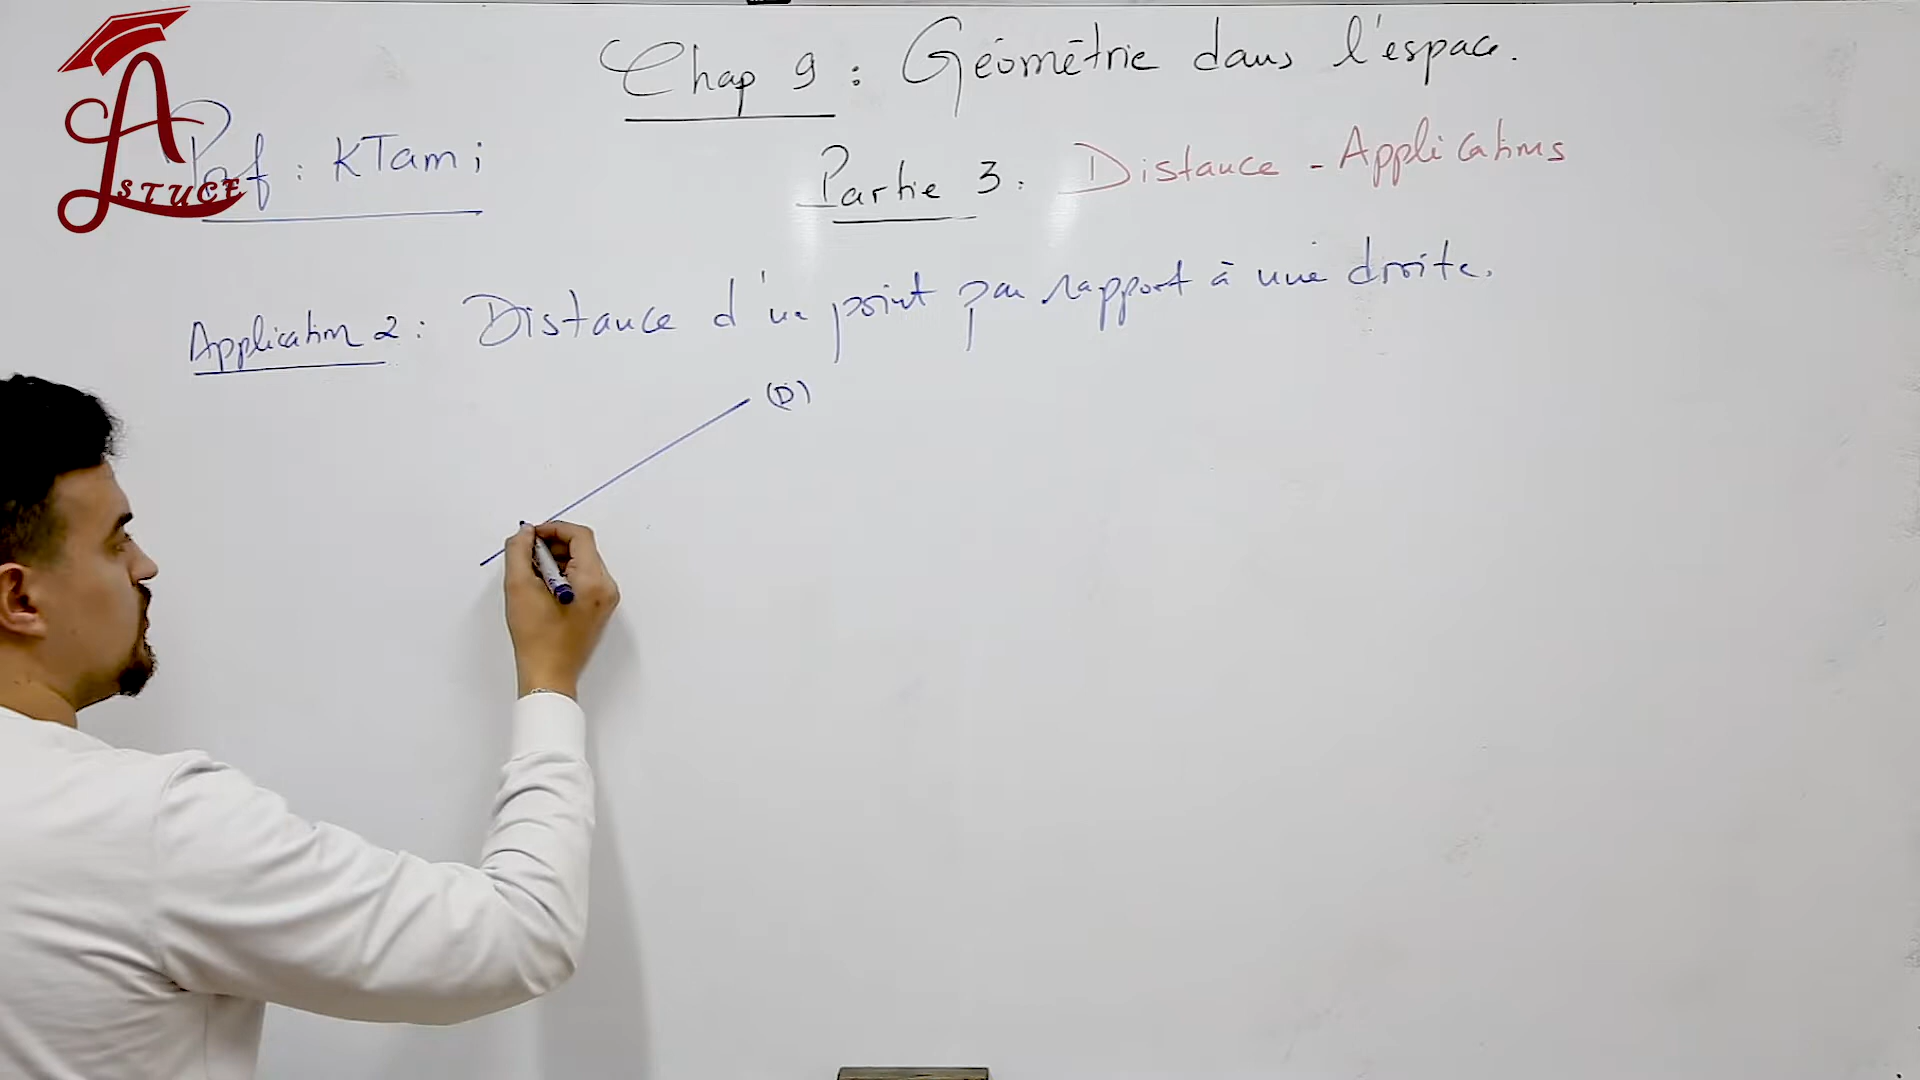 Chap 9 : Géométrie dans l'espace.
Prof : KTami
Partie 3 : Distance - Applications
ASTUCE
Application 2 : Distance d'un point par rapport à une droite.
(D)